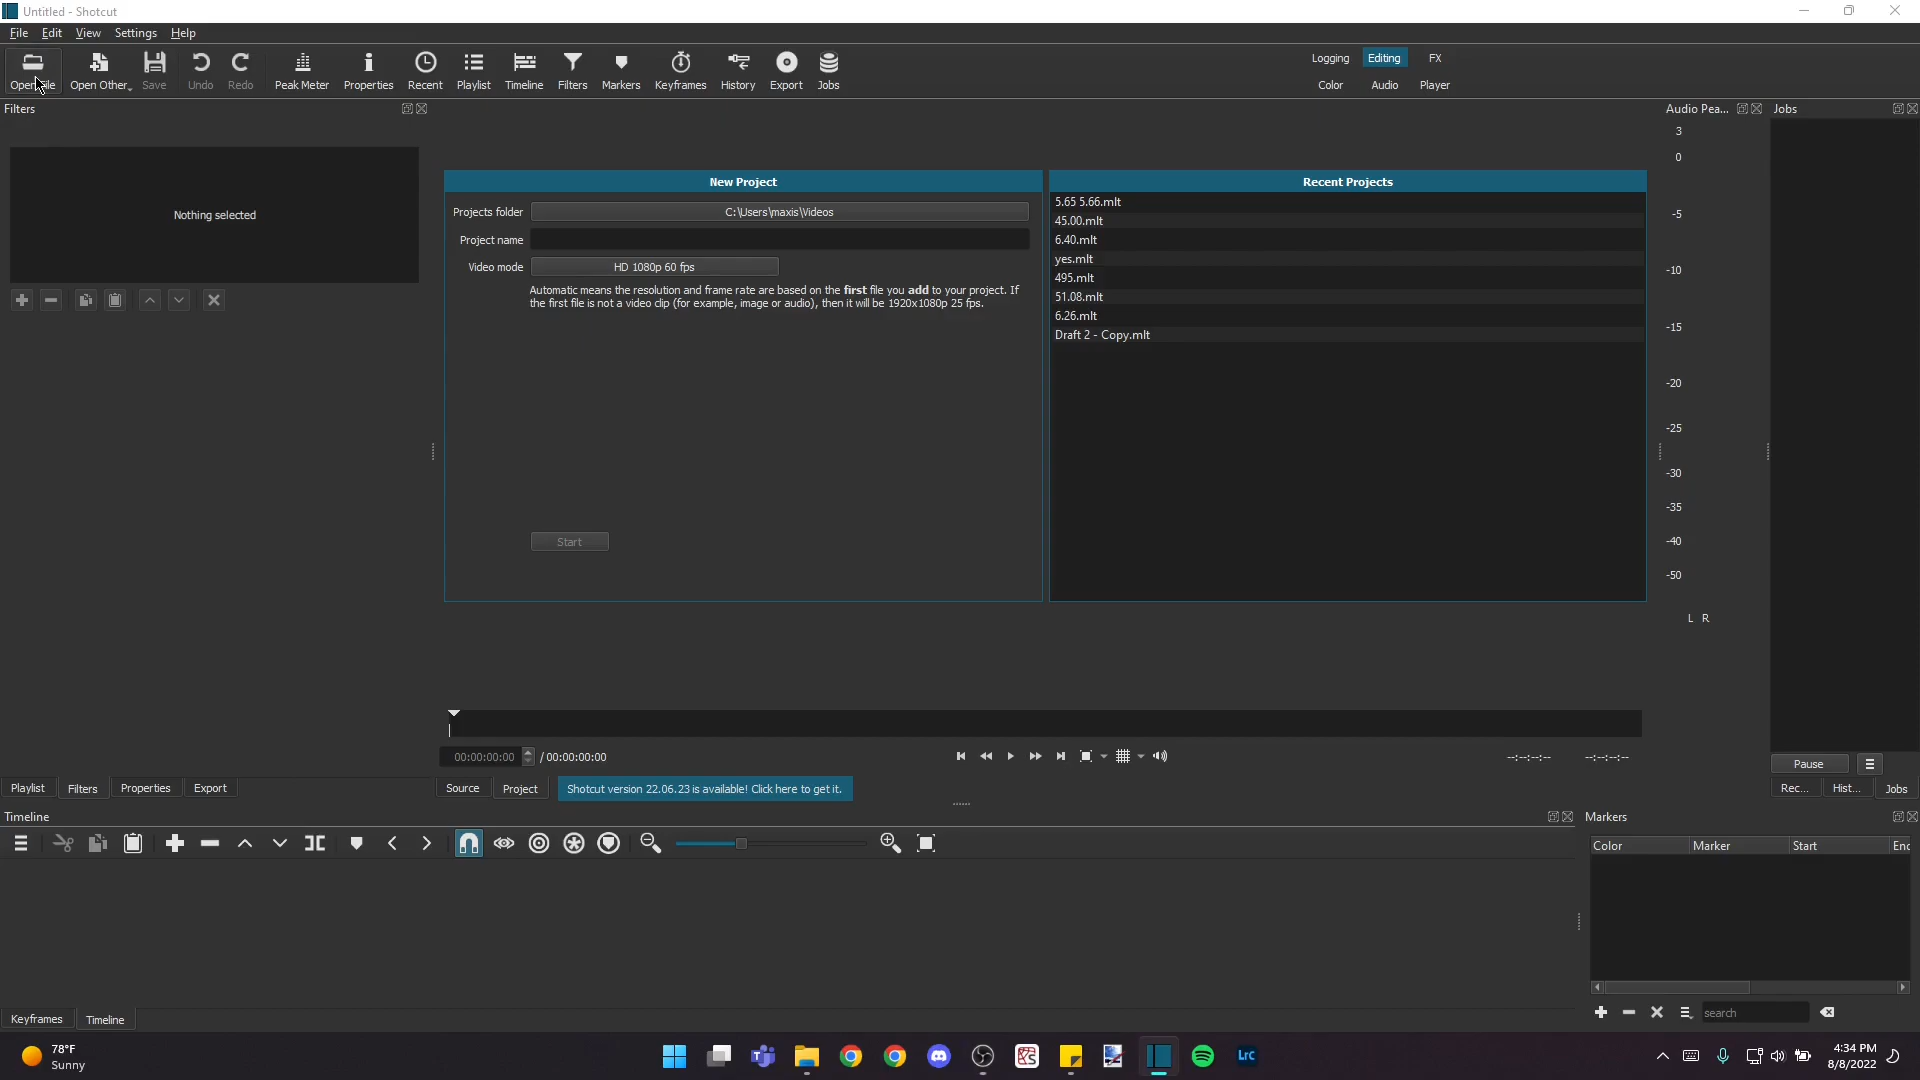 Untitled - Shotcut
File Edit View Settings Help
Open File Open Other Save Undo Redo Peak Meter Properties Recent Playlist Timeline Filters Markers Keyframes History Export Jobs
Logging Editing FX
Color Audio Player
Filters
Nothing selected
New Project
Projects folder C:\Users\maxis\Videos
Project name
Video mode HD 1080p 60 fps
Automatic means the resolution and frame rate are based on the first file you add to your project. If
the first file is not a video clip (for example, image or audio), then it will be 1920x1080p 25 fps.
Start
Recent Projects
5.65 5.66.mlt
45.00.mlt
6.40.mlt
yes.mlt
495.mlt
51.08.mlt
6.26.mlt
Draft 2 - Copy.mlt
Audio Pea...
3
0
-5
-10
-15
-20
-25
-30
-35
-40
-50
L R
Jobs
00:00:00:00 / 00:00:00:00
--:--:--:-- --:--:--:--
Pause
Playlist Filters Properties Export
Source Project Shotcut version 22.06.23 is available! Click here to get it.
Rec... Hist... Jobs
Timeline
Markers
Color Marker Start Enc
search
Keyframes Timeline
78°F
Sunny
Lrc
4:34 PM
8/8/2022